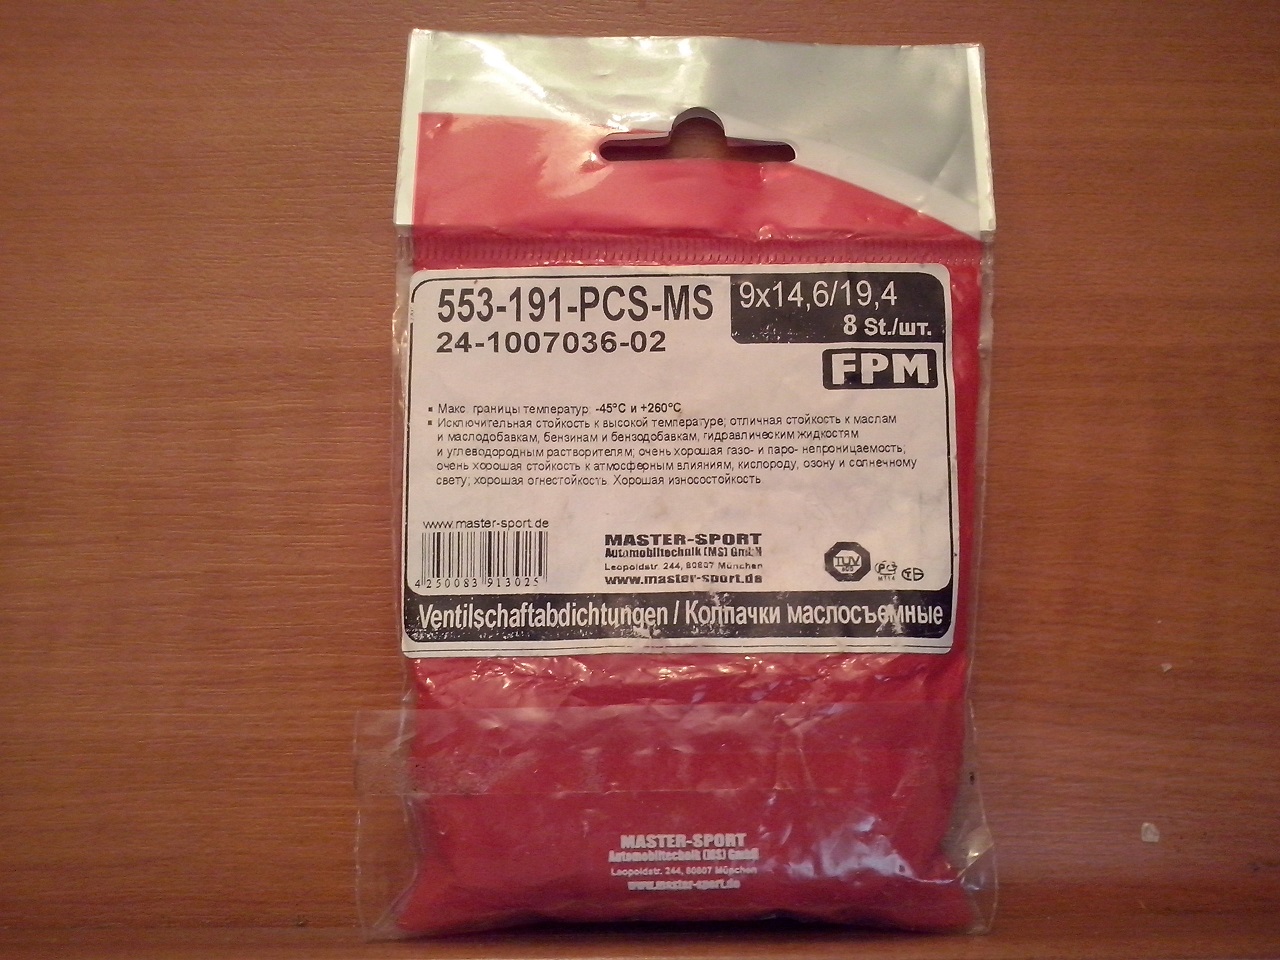 553-191-PCS-MS
9x14,6/19,4
8 St./шт.
24-1007036-02
FPM
▪ Макс. границы температур: -45°C и +260°C
▪ Исключительная стойкость к высокой температуре; отличная стойкость к маслам
и маслодобавкам, бензинам и бензодобавкам, гидравлическим жидкостям
и углеводородным растворителям; очень хорошая газо- и паро- непроницаемость,
очень хорошая стойкость к атмосферным влияниям, кислороду, озону и солнечному
свету; хорошая огнестойкость. Хорошая износостойкость
www.master-sport.de
4 250083 913025
MASTER-SPORT
Automobiltechnik (MS) GmbH
Leopoldstr. 244, 80807 München
www.master-sport.de
TÜV
Ventilschaftabdichtungen / Колпачки маслосъемные
MASTER-SPORT
Automobiltechnik (MS) GmbH
Leopoldstr. 244, 80807 München
www.master-sport.de